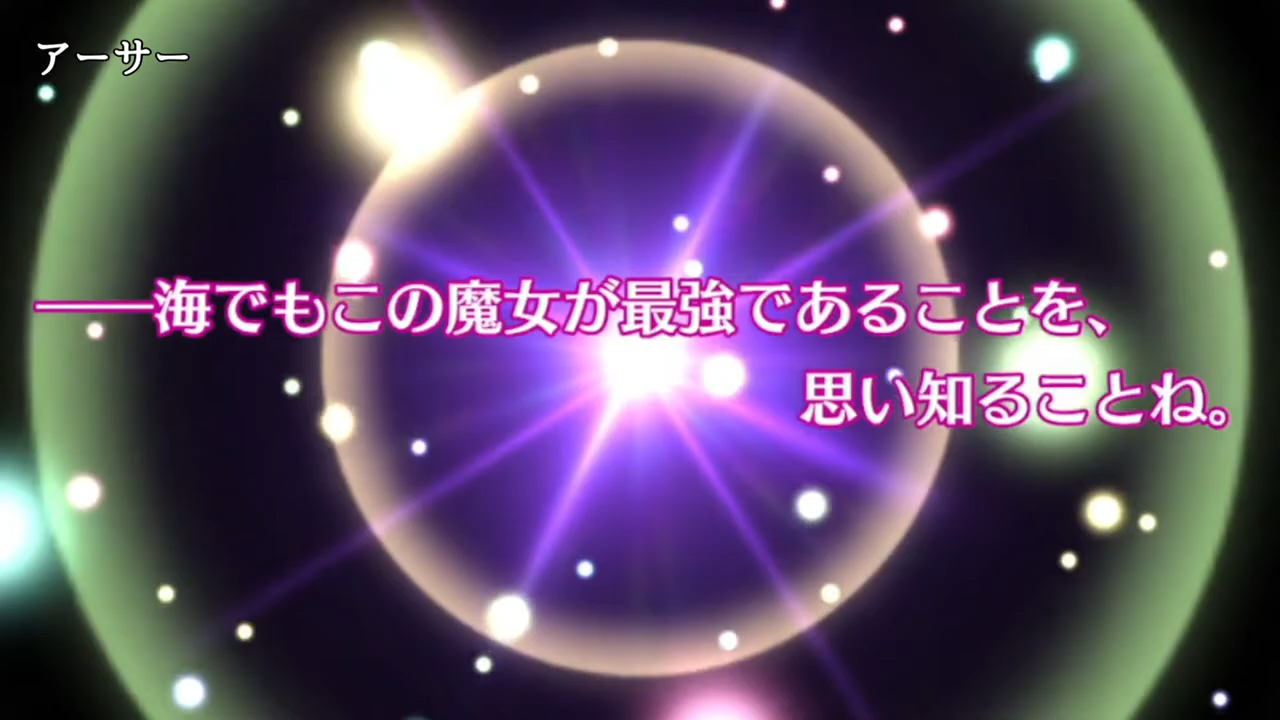 アーサー
――海でもこの魔女が最強であることを、
思い知ることね。